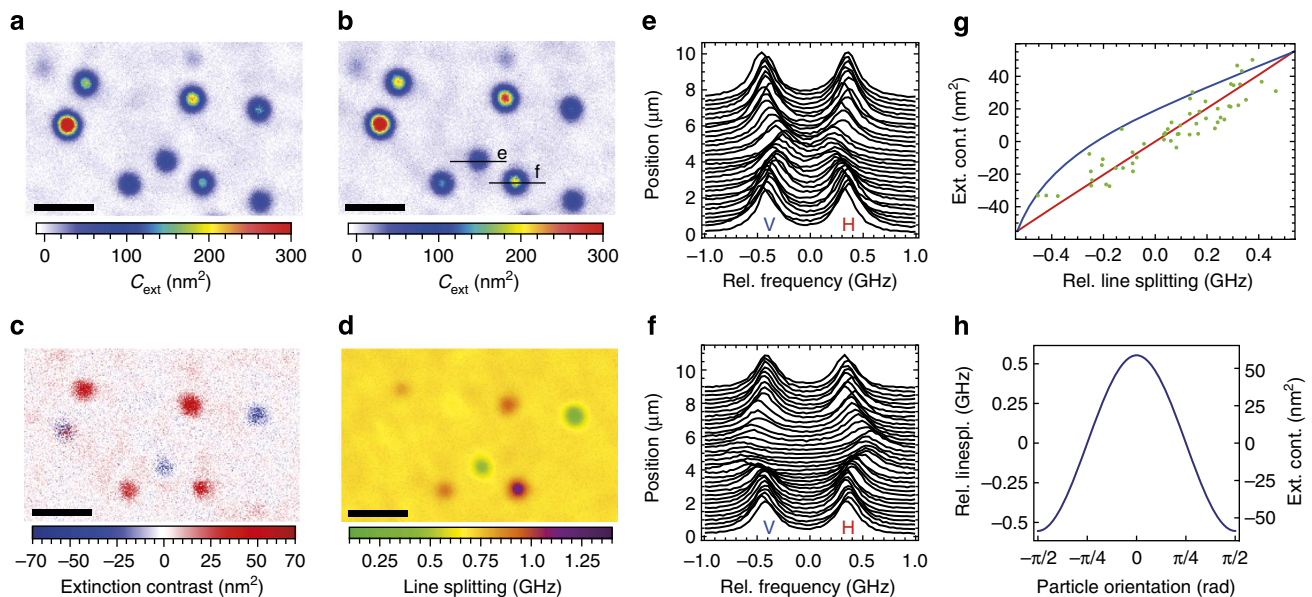 a
b
e
f
0
100
200
300
C_ext (nm²)
0
100
200
300
C_ext (nm²)
c
d
−70
−50
−25
0
25
50
70
Extinction contrast (nm²)
0.25
0.50
0.75
1.0
1.25
Line splitting (GHz)
e
10
8
6
4
2
0
Position (μm)
V
H
−1.0
−0.5
0.0
0.5
1.0
Rel. frequency (GHz)
f
10
8
6
4
2
0
Position (μm)
V
H
−1.0
−0.5
0.0
0.5
1.0
Rel. frequency (GHz)
g
40
20
0
−20
−40
Ext. con.t (nm²)
−0.4
−0.2
0.0
0.2
0.4
Rel. line splitting (GHz)
h
0.5
0.25
0
−0.25
−0.5
Rel. linespl. (GHz)
50
25
0
−25
−50
Ext. cont. (nm²)
−π/2
−π/4
0
π/4
π/2
Particle orientation (rad)